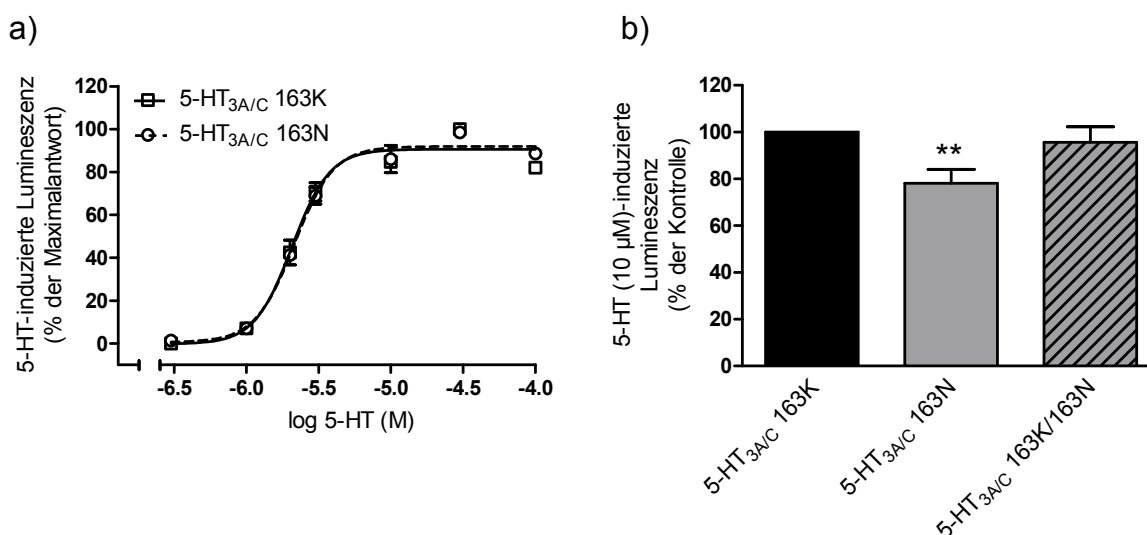 a)
5-HT-induzierte Lumineszenz
(% der Maximalantwort)
120
100
80
60
40
20
0
5-HT3A/C 163K
5-HT3A/C 163N
-6.5 -6.0 -5.5 -5.0 -4.5 -4.0
log 5-HT (M)
b)
5-HT (10 µM)-induzierte
Lumineszenz
(% der Kontrolle)
120
100
80
60
40
20
0
**
5-HT3A/C 163K
5-HT3A/C 163N
5-HT3A/C 163K/163N